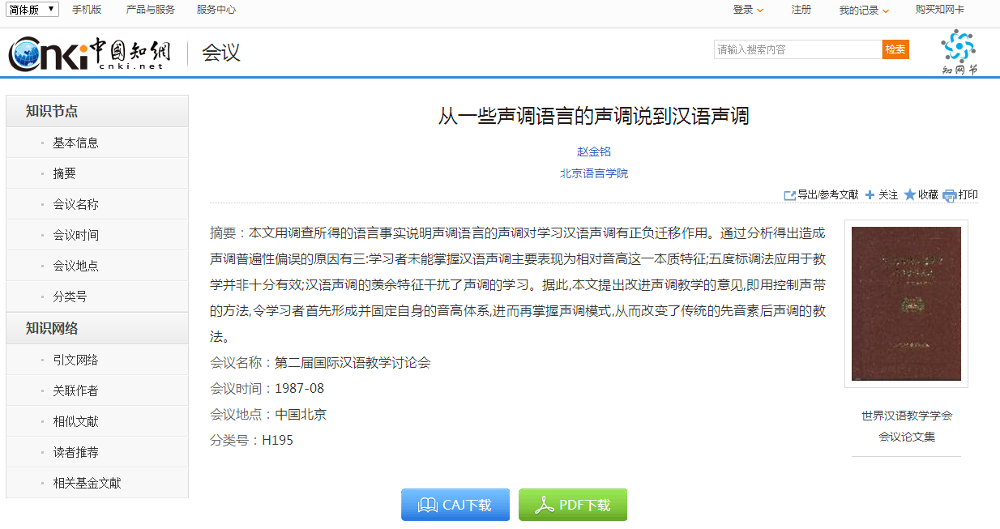 简体版 手机版 产品与服务 服务中心 登录 注册 我的记录 购买知网卡
cnki 中國知網 cnki.net 会议 请输入搜索内容 检索 知网节
知识节点
基本信息
摘要
会议名称
会议时间
会议地点
分类号
知识网络
引文网络
关联作者
相似文献
读者推荐
相关基金文献
从一些声调语言的声调说到汉语声调
赵金铭
北京语言学院
导出/参考文献 关注 收藏 打印
摘要：本文用调查所得的语言事实说明声调语言的声调对学习汉语声调有正负迁移作用。通过分析得出造成
声调普遍性偏误的原因有三:学习者未能掌握汉语声调主要表现为相对音高这一本质特征;五度标调法应用于教
学并非十分有效;汉语声调的羡余特征干扰了声调的学习。据此,本文提出改进声调教学的意见,即用控制声带
的方法,令学习者首先形成并固定自身的音高体系,进而再掌握声调模式,从而改变了传统的先音素后声调的教
法。
会议名称：第二届国际汉语教学讨论会
会议时间：1987-08
会议地点：中国北京
分类号：H195
世界汉语教学学会
会议论文集
CAJ下载 PDF下载